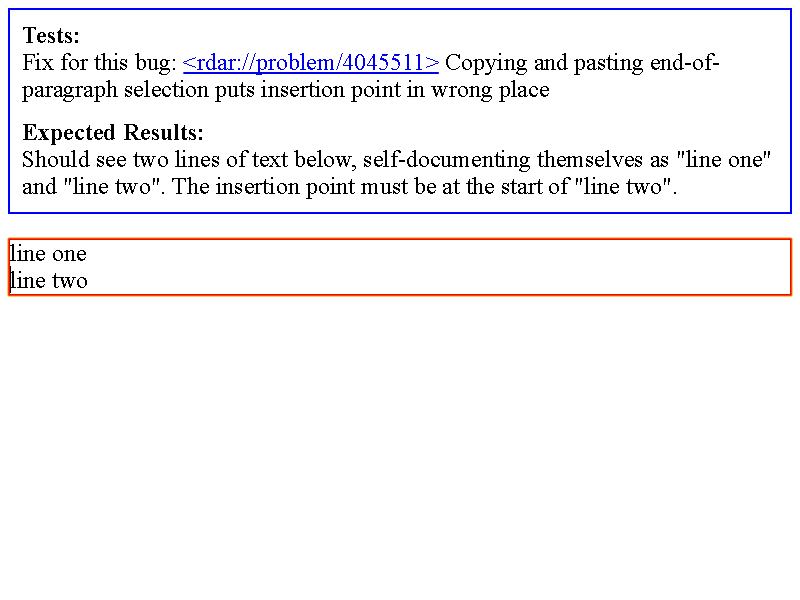 Tests:
Fix for this bug: <rdar://problem/4045511> Copying and pasting end-of-
paragraph selection puts insertion point in wrong place
Expected Results:
Should see two lines of text below, self-documenting themselves as "line one"
and "line two". The insertion point must be at the start of "line two".
line one
line two